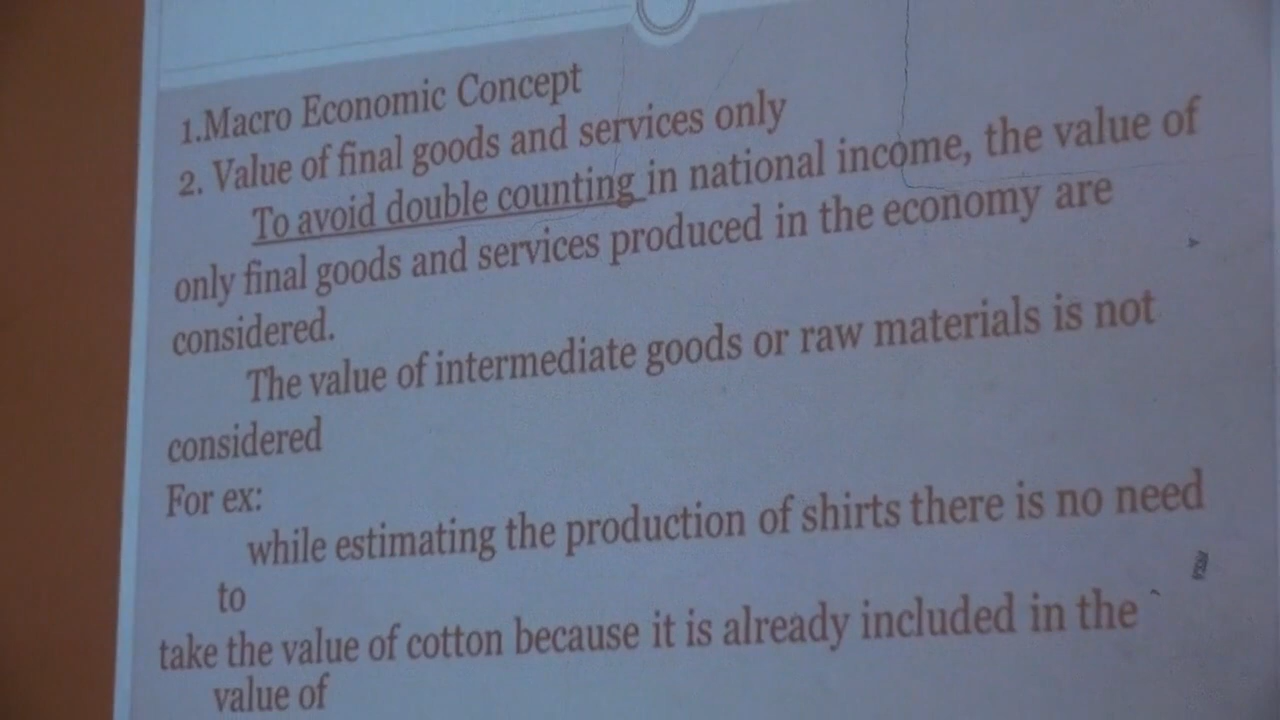 1.Macro Economic Concept
2. Value of final goods and services only
To avoid double counting in national income, the value of
only final goods and services produced in the economy are
considered.
The value of intermediate goods or raw materials is not
considered
For ex:
while estimating the production of shirts there is no need
to
take the value of cotton because it is already included in the
value of